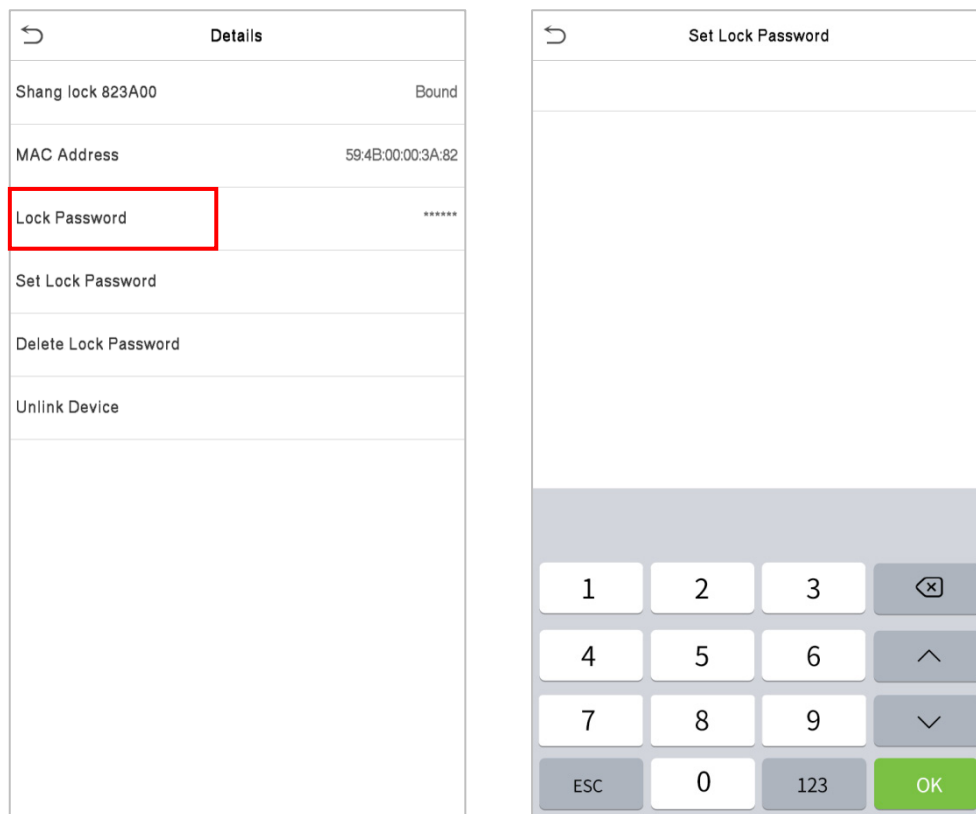 Details
Shang lock 823A00 Bound
MAC Address 59:4B:00:00:3A:82
Lock Password ******
Set Lock Password
Delete Lock Password
Unlink Device
Set Lock Password
1 2 3
4 5 6
7 8 9
ESC 0 123 OK